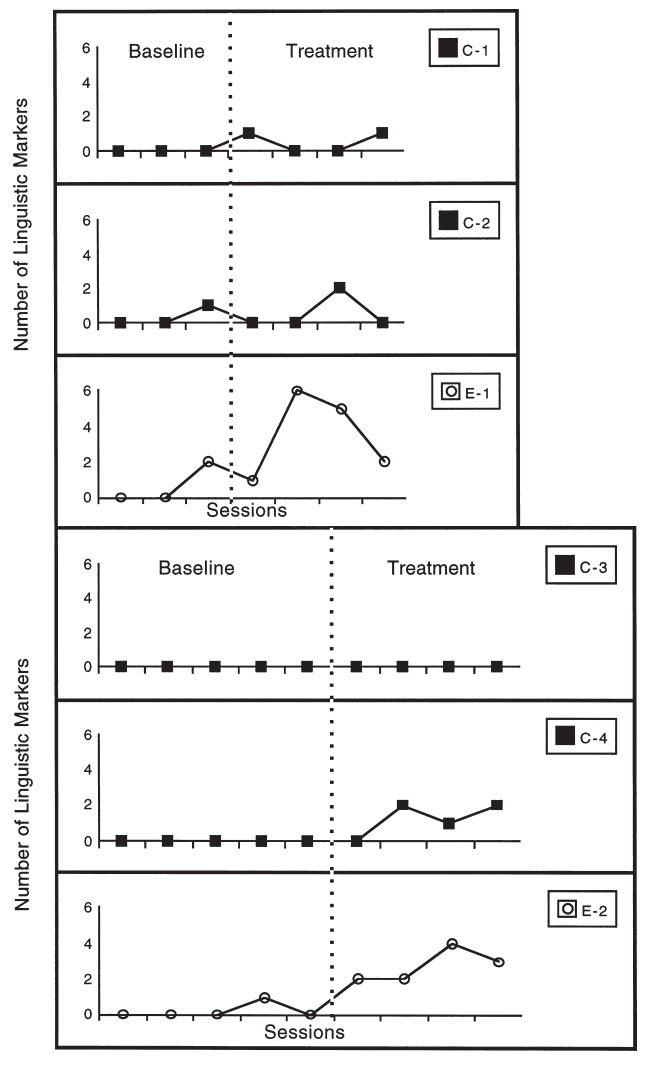 Number of Linguistic Markers
Baseline
Treatment
C-1
6
4
2
0
C-2
6
4
2
0
E-1
6
4
2
0
Sessions
Number of Linguistic Markers
Baseline
Treatment
C-3
6
4
2
0
C-4
6
4
2
0
E-2
6
4
2
0
Sessions